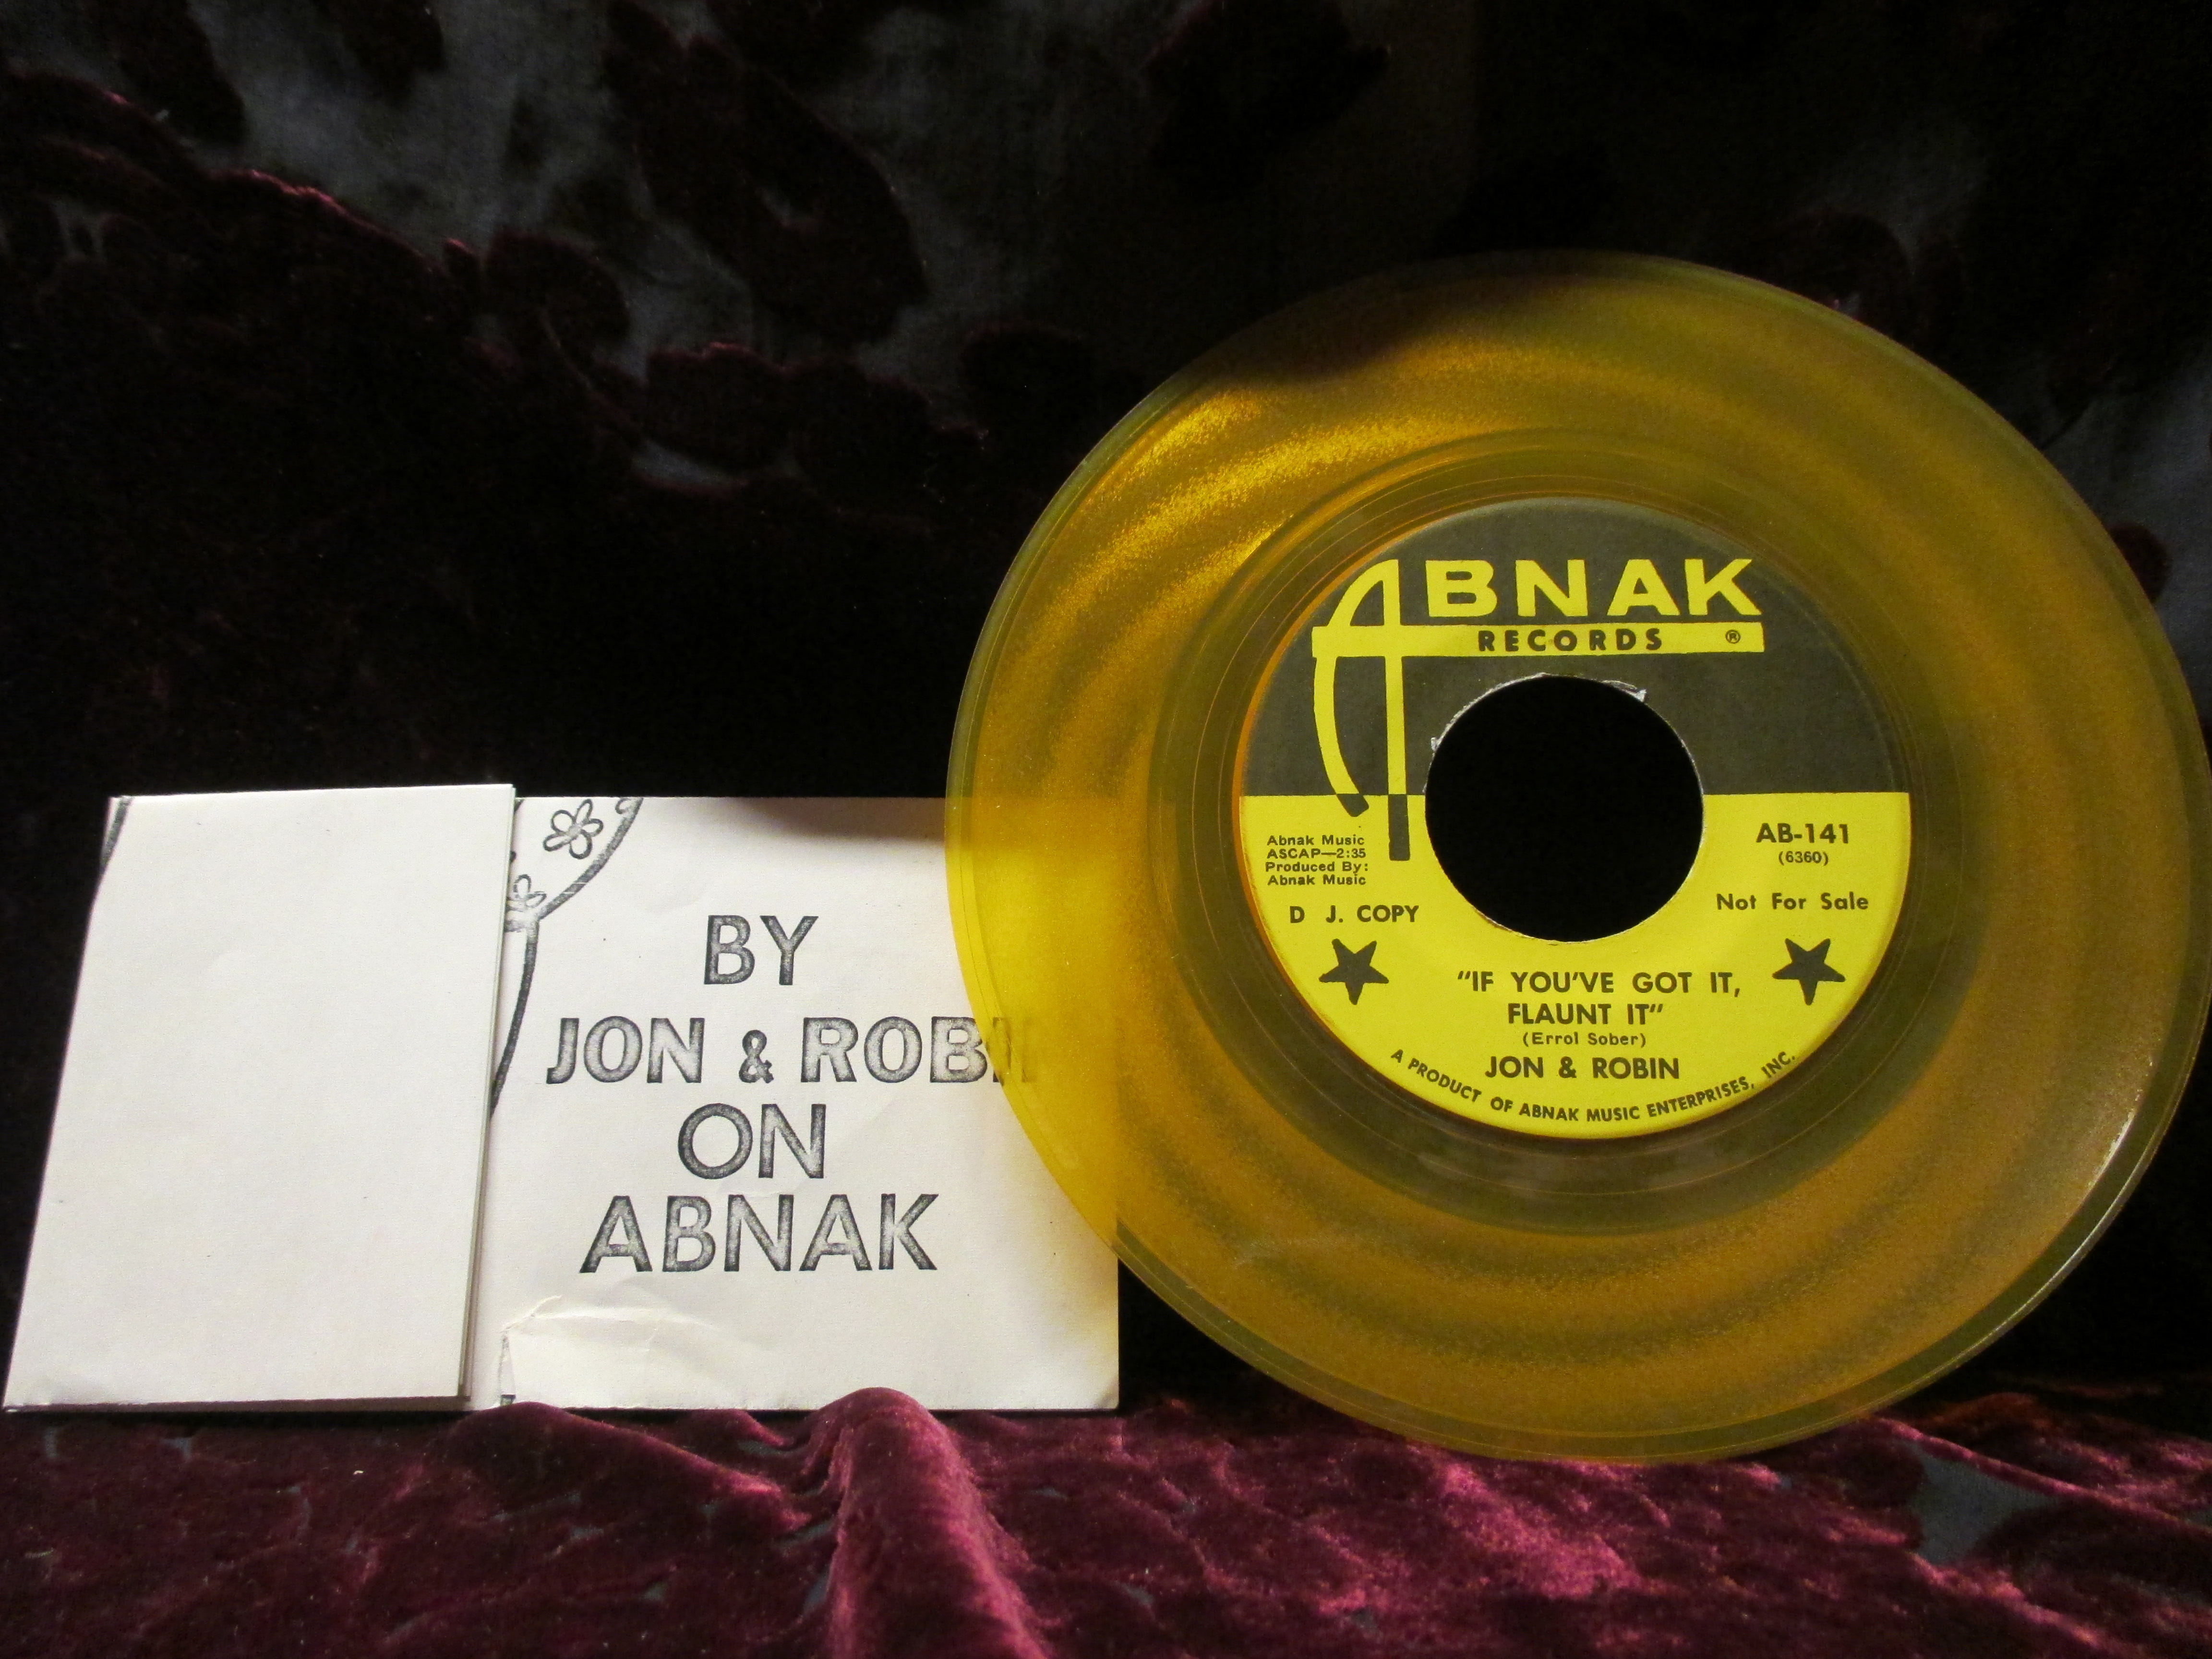 BY
JON & ROBIN
ON
ABNAK
ABNAK
RECORDS ®
Abnak Music
ASCAP—2:35
Produced By:
Abnak Music
D J. COPY
AB-141
(6360)
Not For Sale
"IF YOU'VE GOT IT,
FLAUNT IT"
(Errol Sober)
JON & ROBIN
A PRODUCT OF ABNAK MUSIC ENTERPRISES, INC.